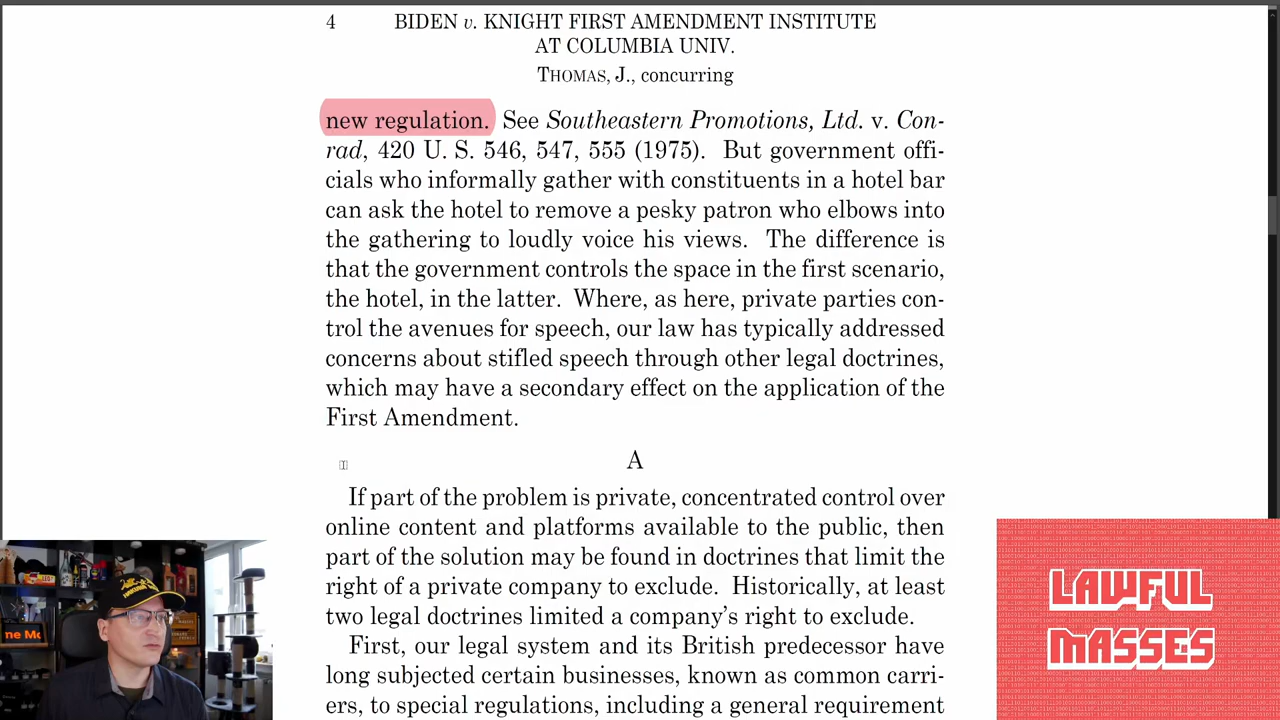 4 BIDEN v. KNIGHT FIRST AMENDMENT INSTITUTE
AT COLUMBIA UNIV.
THOMAS, J., concurring
new regulation. See Southeastern Promotions, Ltd. v. Con-
rad, 420 U. S. 546, 547, 555 (1975). But government offi-
cials who informally gather with constituents in a hotel bar
can ask the hotel to remove a pesky patron who elbows into
the gathering to loudly voice his views. The difference is
that the government controls the space in the first scenario,
the hotel, in the latter. Where, as here, private parties con-
trol the avenues for speech, our law has typically addressed
concerns about stifled speech through other legal doctrines,
which may have a secondary effect on the application of the
First Amendment.
A
If part of the problem is private, concentrated control over
online content and platforms available to the public, then
part of the solution may be found in doctrines that limit the
right of a private company to exclude. Historically, at least
two legal doctrines limited a company's right to exclude.
First, our legal system and its British predecessor have
long subjected certain businesses, known as common carri-
ers, to special regulations, including a general requirement
LAWFUL
MASSES